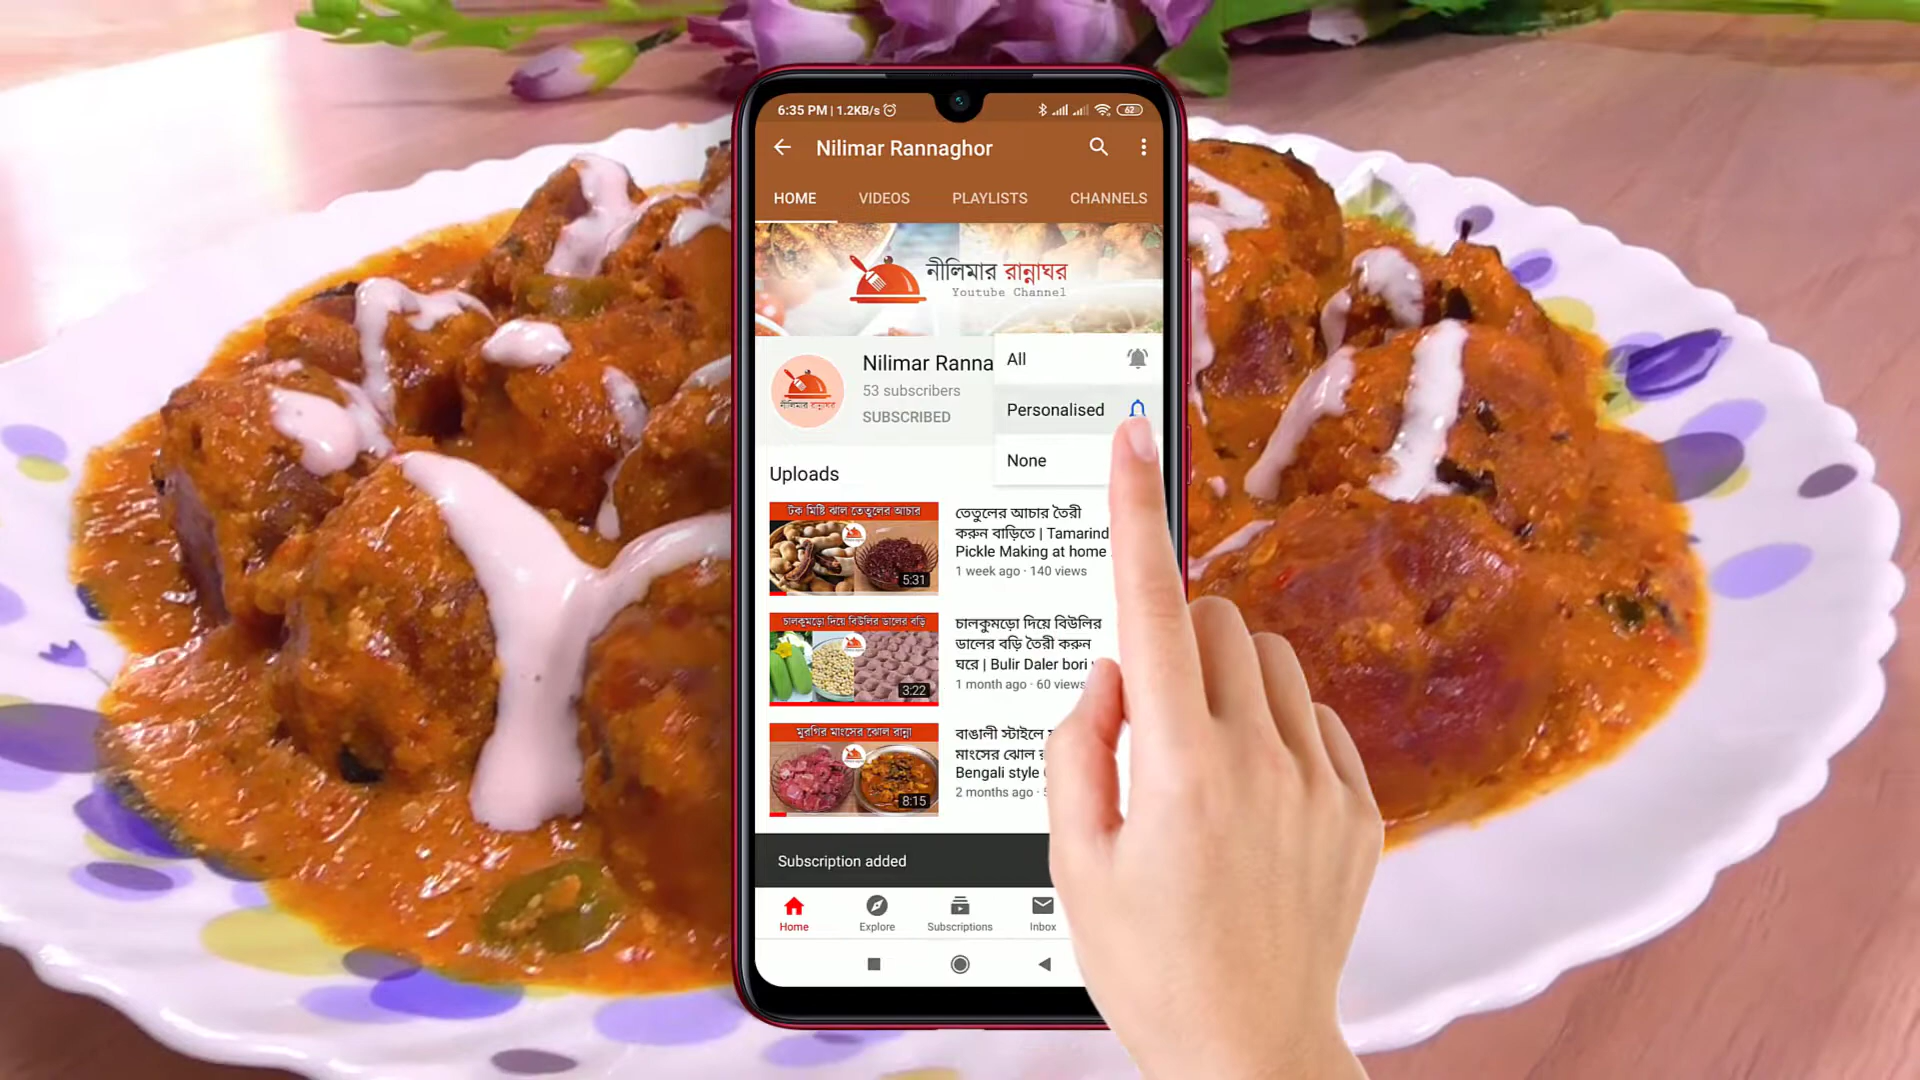 6:35 PM | 1.2KB/s
62
Nilimar Rannaghor
HOME VIDEOS PLAYLISTS CHANNELS
নীলিমার রান্নাঘর
Youtube Channel
নীলিমার রান্নাঘর
Nilimar Ranna
53 subscribers
SUBSCRIBED
All
Personalised
None
Uploads
টক মিষ্টি ঝাল তেতুলের আচার
5:31
তেতুলের আচার তৈরী
করুন বাড়িতে | Tamarind
Pickle Making at home
1 week ago · 140 views
চালকুমড়ো দিয়ে বিউলির ডালের বড়ি
3:22
চালকুমড়ো দিয়ে বিউলির
ডালের বড়ি তৈরী করুন
ঘরে | Bulir Daler bori
1 month ago · 60 views
মুরগির মাংসের ঝোল রান্না
8:15
বাঙালী স্টাইলে
মাংসের ঝোল
Bengali style
2 months ago ·
Subscription added
Home Explore Subscriptions Inbox